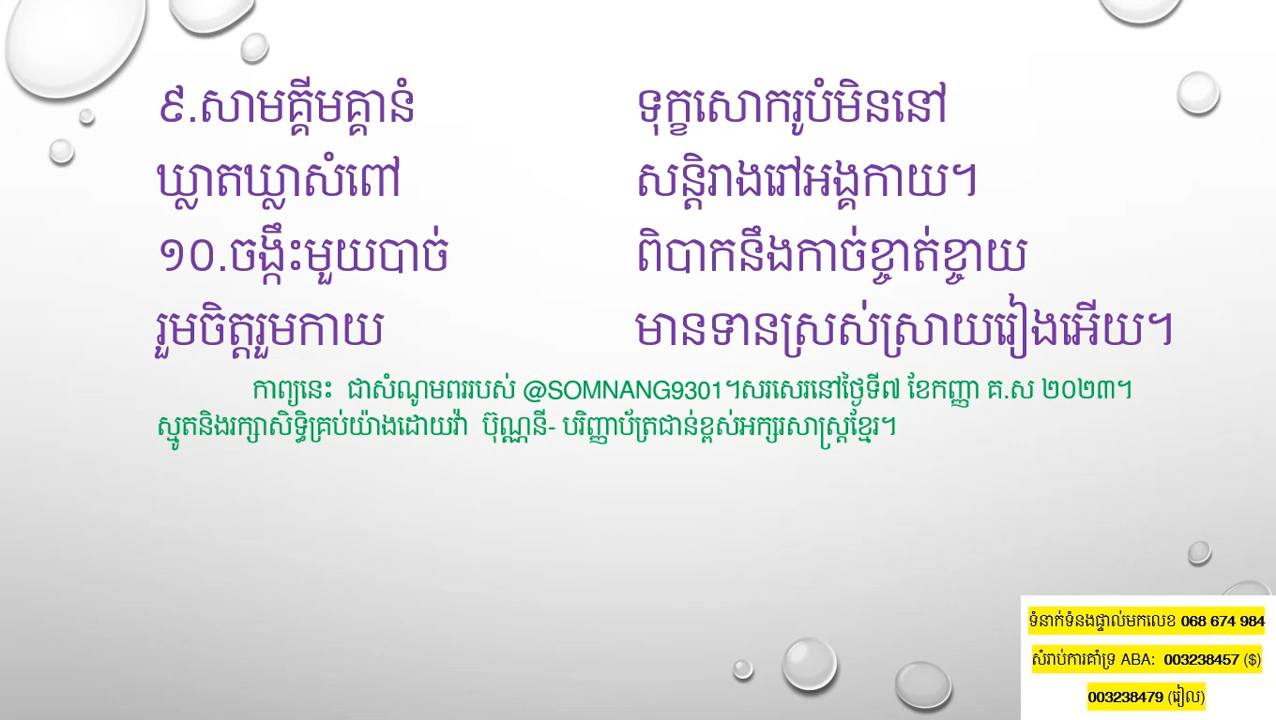 ៩.សាមគ្គីមគ្គានំ ទុក្ខសោករូបំមិននៅ
ឃ្លាតឃ្លាសំពៅ សន្តិរាងរៅអង្គកាយ។
១០.ចង្កឹះមួយបាច់ ពិបាកនឹងកាច់ខ្ចាត់ខ្ចាយ
រួមចិត្តរួមកាយ មានទានស្រស់ស្រាយរៀងអើយ។
កាព្យនេះ ជាសំណូមពររបស់ @SOMNANG9301។សរសេរនៅថ្ងៃទី៧ ខែកញ្ញា គ.ស ២០២៣។
ស្មូតនិងរក្សាសិទ្ធិគ្រប់យ៉ាងដោយវ៉ា ប៊ុណ្ណនី- បរិញ្ញាប័ត្រជាន់ខ្ពស់អក្សរសាស្ត្រខ្មែរ។
ទំនាក់ទំនងផ្ទាល់មកលេខ 068 674 984
សំរាប់ការគាំទ្រ ABA: 003238457 ($)
003238479 (រៀល)